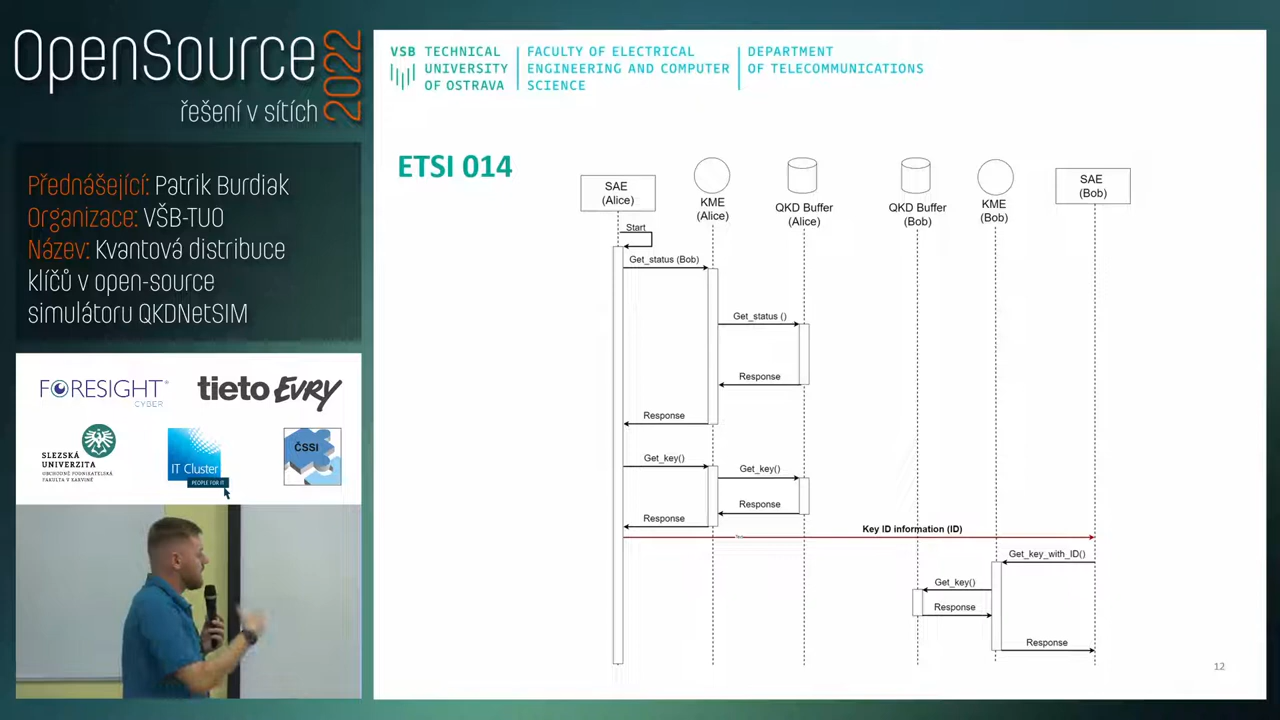 OpenSource
2022
řešení v sítích
Přednášející: Patrik Burdiak
Organizace: VŠB-TUO
Název: Kvantová distribuce
klíčů v open-source
simulátoru QKDNetSIM
FORESIGHT
CYBER
tieto Evry
SLEZSKÁ
UNIVERZITA
OBCHODNĚ PODNIKATELSKÁ
FAKULTA V KARVINÉ
IT Cluster
PEOPLE FOR IT
ČSSI
VSB TECHNICAL
UNIVERSITY
OF OSTRAVA
FACULTY OF ELECTRICAL
ENGINEERING AND COMPUTER
SCIENCE
DEPARTMENT
OF TELECOMMUNICATIONS
ETSI 014
SAE
(Alice)
KME
(Alice)
QKD Buffer
(Alice)
QKD Buffer
(Bob)
KME
(Bob)
SAE
(Bob)
Start
Get_status (Bob)
Get_status ()
Response
Response
Get_key()
Get_key()
Response
Response
Key ID information (ID)
Get_key_with_ID()
Get_key()
Response
Response
12